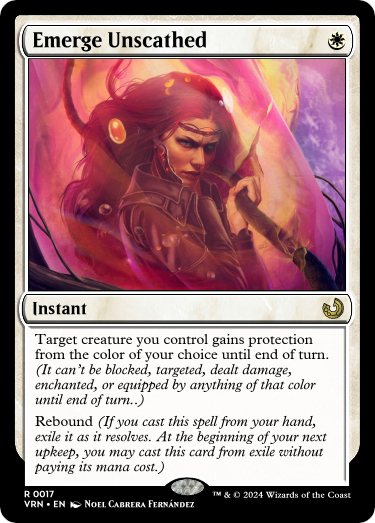 Emerge Unscathed
Instant
Target creature you control gains protection
from the color of your choice until end of turn.
(It can't be blocked, targeted, dealt damage,
enchanted, or equipped by anything of that color
until end of turn..)
Rebound (If you cast this spell from your hand,
exile it as it resolves. At the beginning of your next
upkeep, you may cast this card from exile without
paying its mana cost.)
R 0017
VRN • EN Noel Cabrera Fernández
™ & © 2024 Wizards of the Coast